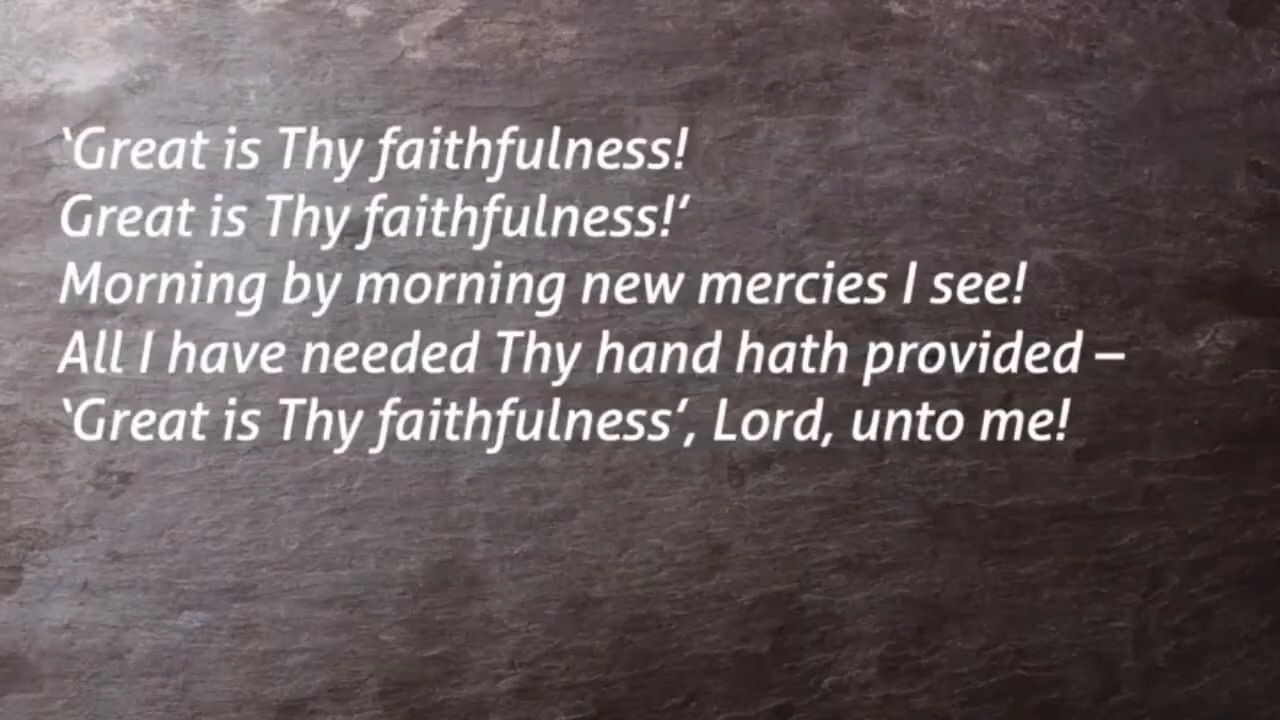 ‘Great is Thy faithfulness!
Great is Thy faithfulness!’
Morning by morning new mercies I see!
All I have needed Thy hand hath provided –
‘Great is Thy faithfulness’, Lord, unto me!